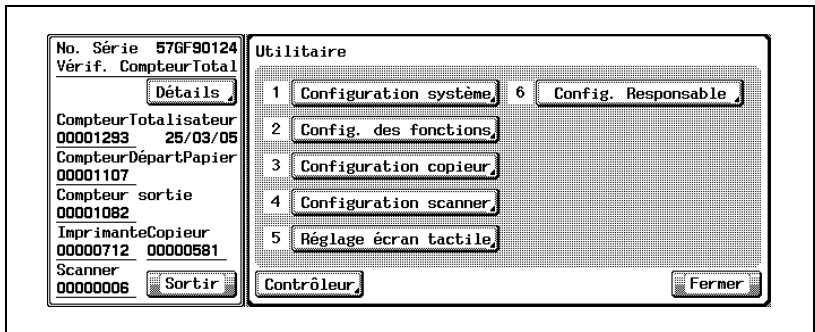 No. Série 57GF90124
Vérif. CompteurTotal
Détails
CompteurTotalisateur
00001293 25/03/05
CompteurDépartPapier
00001107
Compteur sortie
00001082
ImprimanteCopieur
00000712 00000581
Scanner
00000006 Sortir
Utilitaire
1 Configuration système 6 Config. Responsable
2 Config. des fonctions
3 Configuration copieur
4 Configuration scanner
5 Réglage écran tactile
Contrôleur Fermer